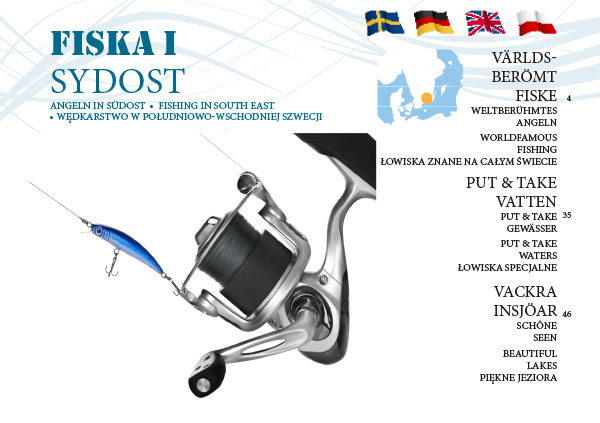 FISKA I
SYDOST
ANGELN IN SÜDOST • FISHING IN SOUTH EAST
• WĘDKARSTWO W POŁUDNIOWO-WSCHODNIEJ SZWECJI
VÄRLDS-
BERÖMT
FISKE 4
WELTBERÜHMTES
ANGELN
WORLDFAMOUS
FISHING
ŁOWISKA ZNANE NA CAŁYM ŚWIECIE
PUT & TAKE
VATTEN
PUT & TAKE 35
GEWÄSSER
PUT & TAKE
WATERS
ŁOWISKA SPECJALNE
VACKRA
INSJÖAR 46
SCHÖNE
SEEN
BEAUTIFUL
LAKES
PIĘKNE JEZIORA